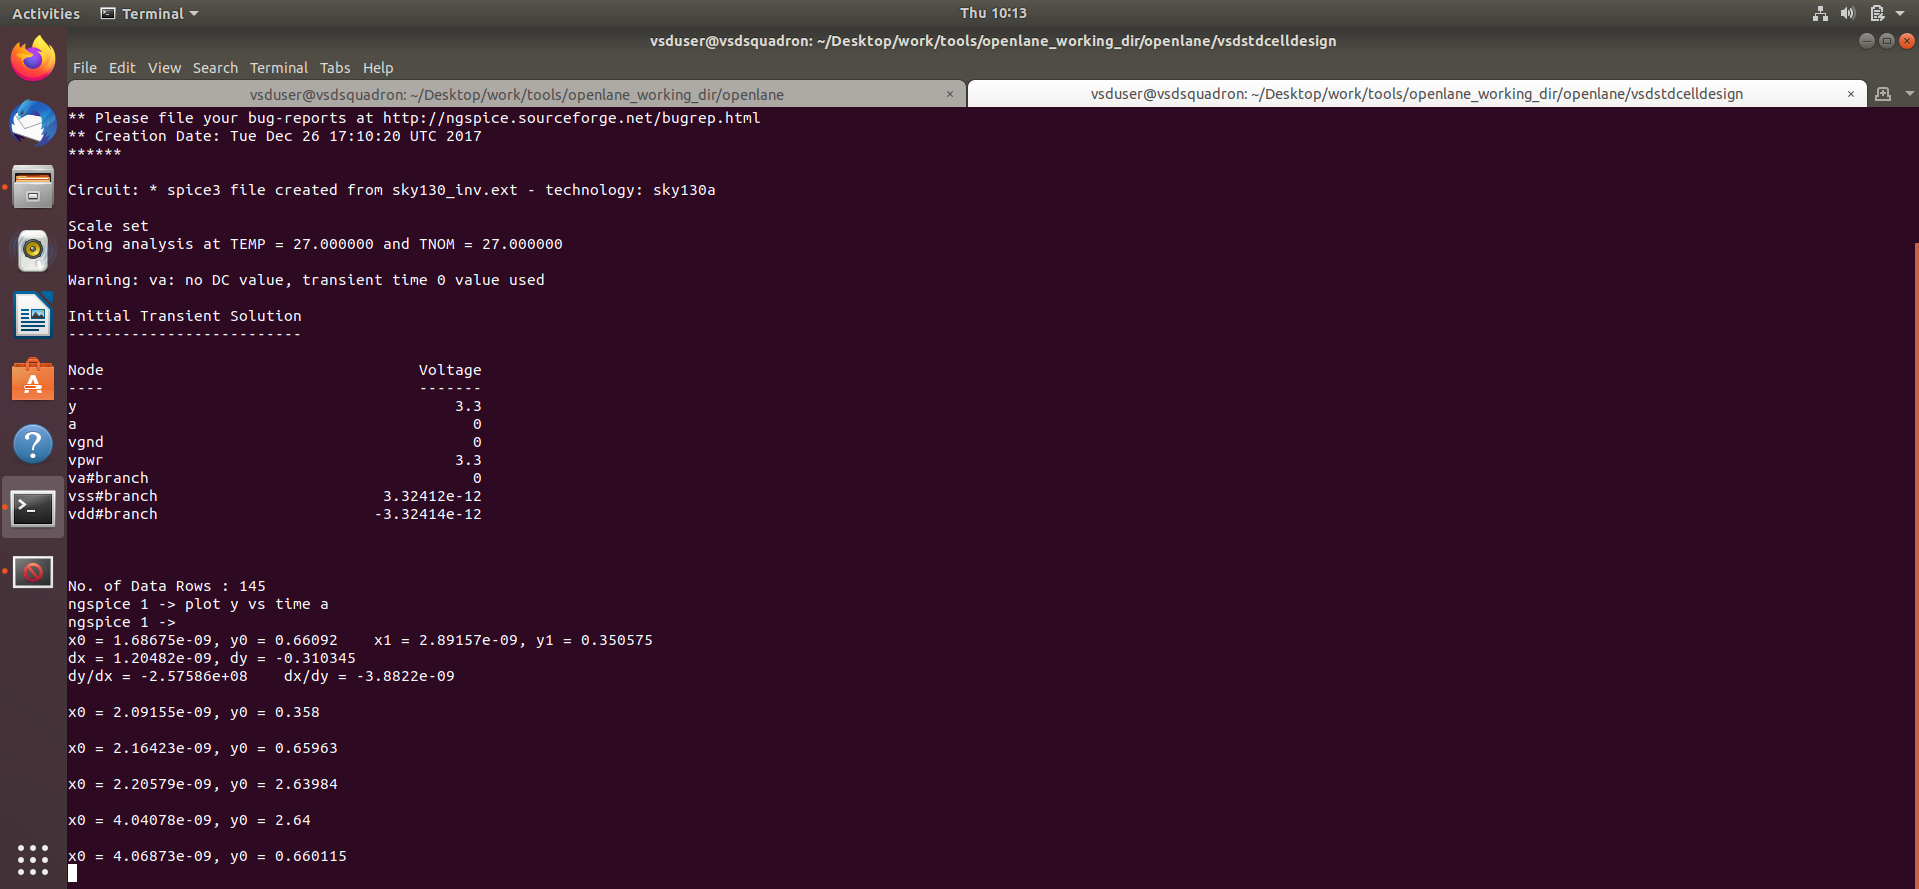 Activities Terminal Thu 10:13
vsduser@vsdsquadron: ~/Desktop/work/tools/openlane_working_dir/openlane/vsdstdcelldesign
File Edit View Search Terminal Tabs Help
vsduser@vsdsquadron: ~/Desktop/work/tools/openlane_working_dir/openlane × vsduser@vsdsquadron: ~/Desktop/work/tools/openlane_working_dir/openlane/vsdstdcelldesign ×
** Please file your bug-reports at http://ngspice.sourceforge.net/bugrep.html
** Creation Date: Tue Dec 26 17:10:20 UTC 2017
******
Circuit: * spice3 file created from sky130_inv.ext - technology: sky130a
Scale set
Doing analysis at TEMP = 27.000000 and TNOM = 27.000000
Warning: va: no DC value, transient time 0 value used
Initial Transient Solution
--------------------------
Node Voltage
---- -------
y 3.3
a 0
vgnd 0
vpwr 3.3
va#branch 0
vss#branch 3.32412e-12
vdd#branch -3.32414e-12
No. of Data Rows : 145
ngspice 1 -> plot y vs time a
ngspice 1 ->
x0 = 1.68675e-09, y0 = 0.66092 x1 = 2.89157e-09, y1 = 0.350575
dx = 1.20482e-09, dy = -0.310345
dy/dx = -2.57586e+08 dx/dy = -3.8822e-09
x0 = 2.09155e-09, y0 = 0.358
x0 = 2.16423e-09, y0 = 0.65963
x0 = 2.20579e-09, y0 = 2.63984
x0 = 4.04078e-09, y0 = 2.64
x0 = 4.06873e-09, y0 = 0.660115